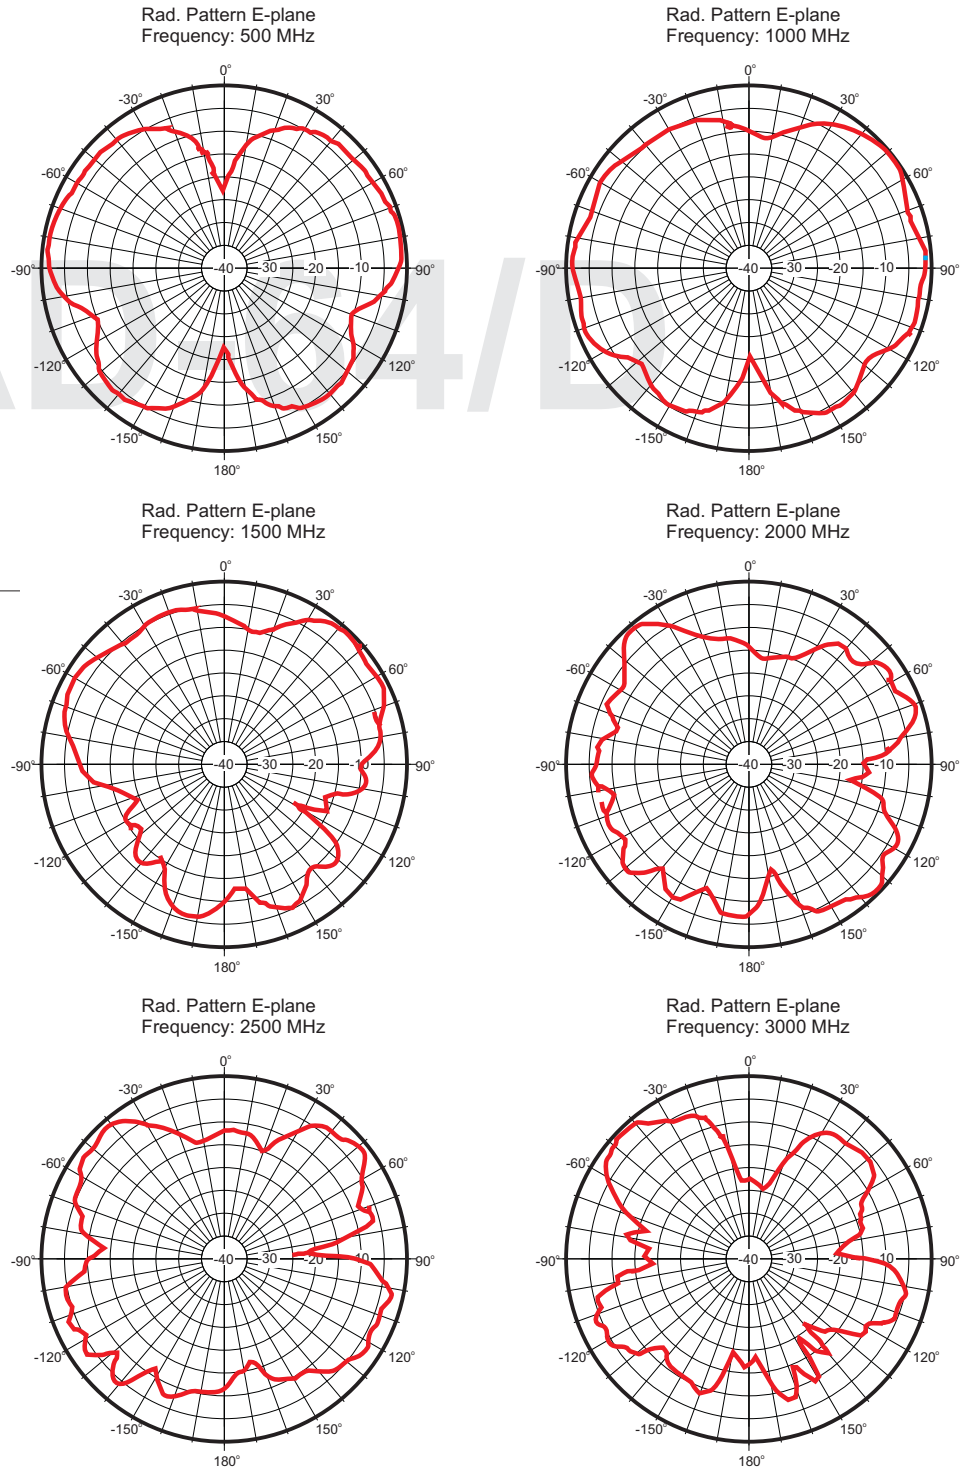 Rad. Pattern E-plane
Frequency: 500 MHz
0°
-30° 30°
-60° 60°
-90° -40 -30 -20 -10 90°
-120° 120°
-150° 150°
180°
Rad. Pattern E-plane
Frequency: 1000 MHz
0°
-30° 30°
-60° 60°
-90° -40 -30 -20 -10 90°
-120° 120°
-150° 150°
180°
AD-64/D
Rad. Pattern E-plane
Frequency: 1500 MHz
0°
-30° 30°
-60° 60°
-90° -40 -30 -20 -10 90°
-120° 120°
-150° 150°
180°
Rad. Pattern E-plane
Frequency: 2000 MHz
0°
-30° 30°
-60° 60°
-90° -40 -30 -20 -10 90°
-120° 120°
-150° 150°
180°
Rad. Pattern E-plane
Frequency: 2500 MHz
0°
-30° 30°
-60° 60°
-90° -40 -30 -20 -10 90°
-120° 120°
-150° 150°
180°
Rad. Pattern E-plane
Frequency: 3000 MHz
0°
-30° 30°
-60° 60°
-90° -40 -30 -20 -10 90°
-120° 120°
-150° 150°
180°